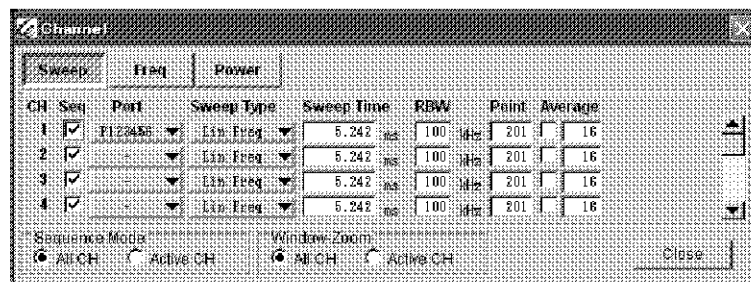 Channel
Sweep Freq Power
CH Seq Port Sweep Type Sweep Time RBW Point Average
1 P123456 Lin Freq 5.242 ms 100 kHz 201 16
2 - Lin Freq 5.242 ms 100 kHz 201 16
3 - Lin Freq 5.242 ms 100 kHz 201 16
4 - Lin Freq 5.242 ms 100 kHz 201 16
Sequence Mode Window Zoom
All CH Active CH All CH Active CH Close